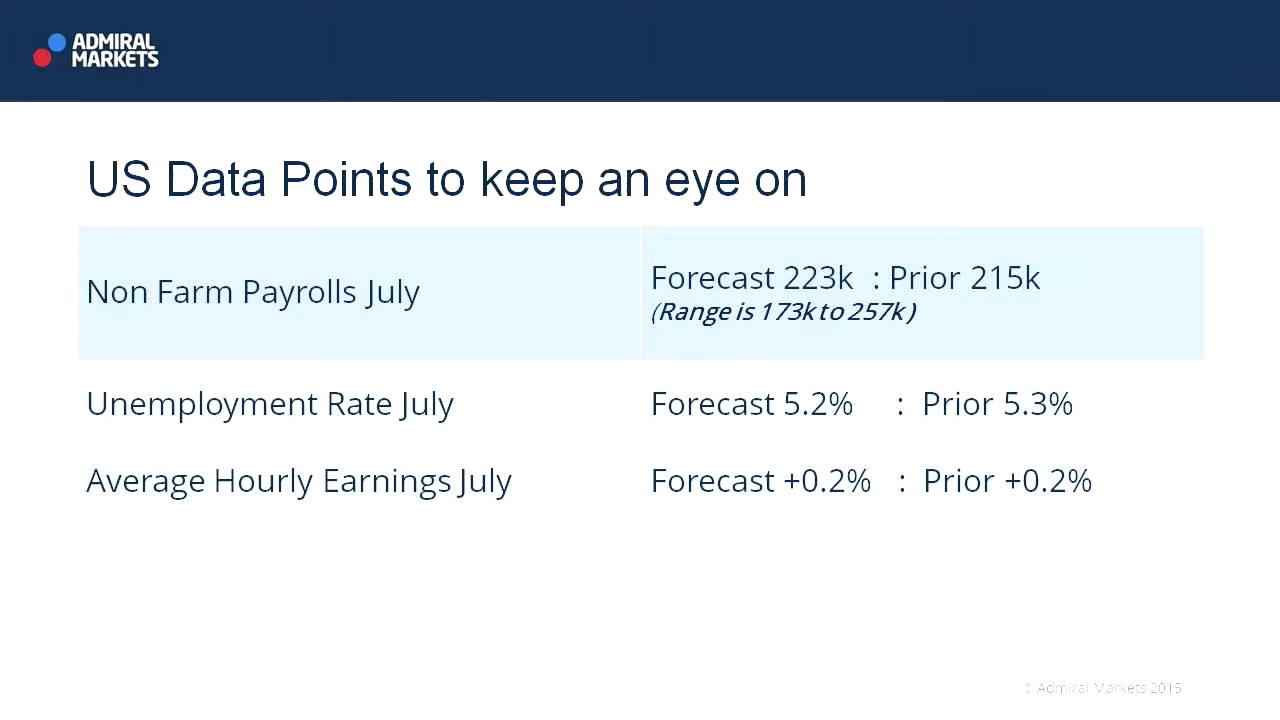 ADMIRAL
MARKETS
US Data Points to keep an eye on
Non Farm Payrolls July
Forecast 223k : Prior 215k
(Range is 173k to 257k)
Unemployment Rate July
Forecast 5.2% : Prior 5.3%
Average Hourly Earnings July
Forecast +0.2% : Prior +0.2%
© Admiral Markets 2015